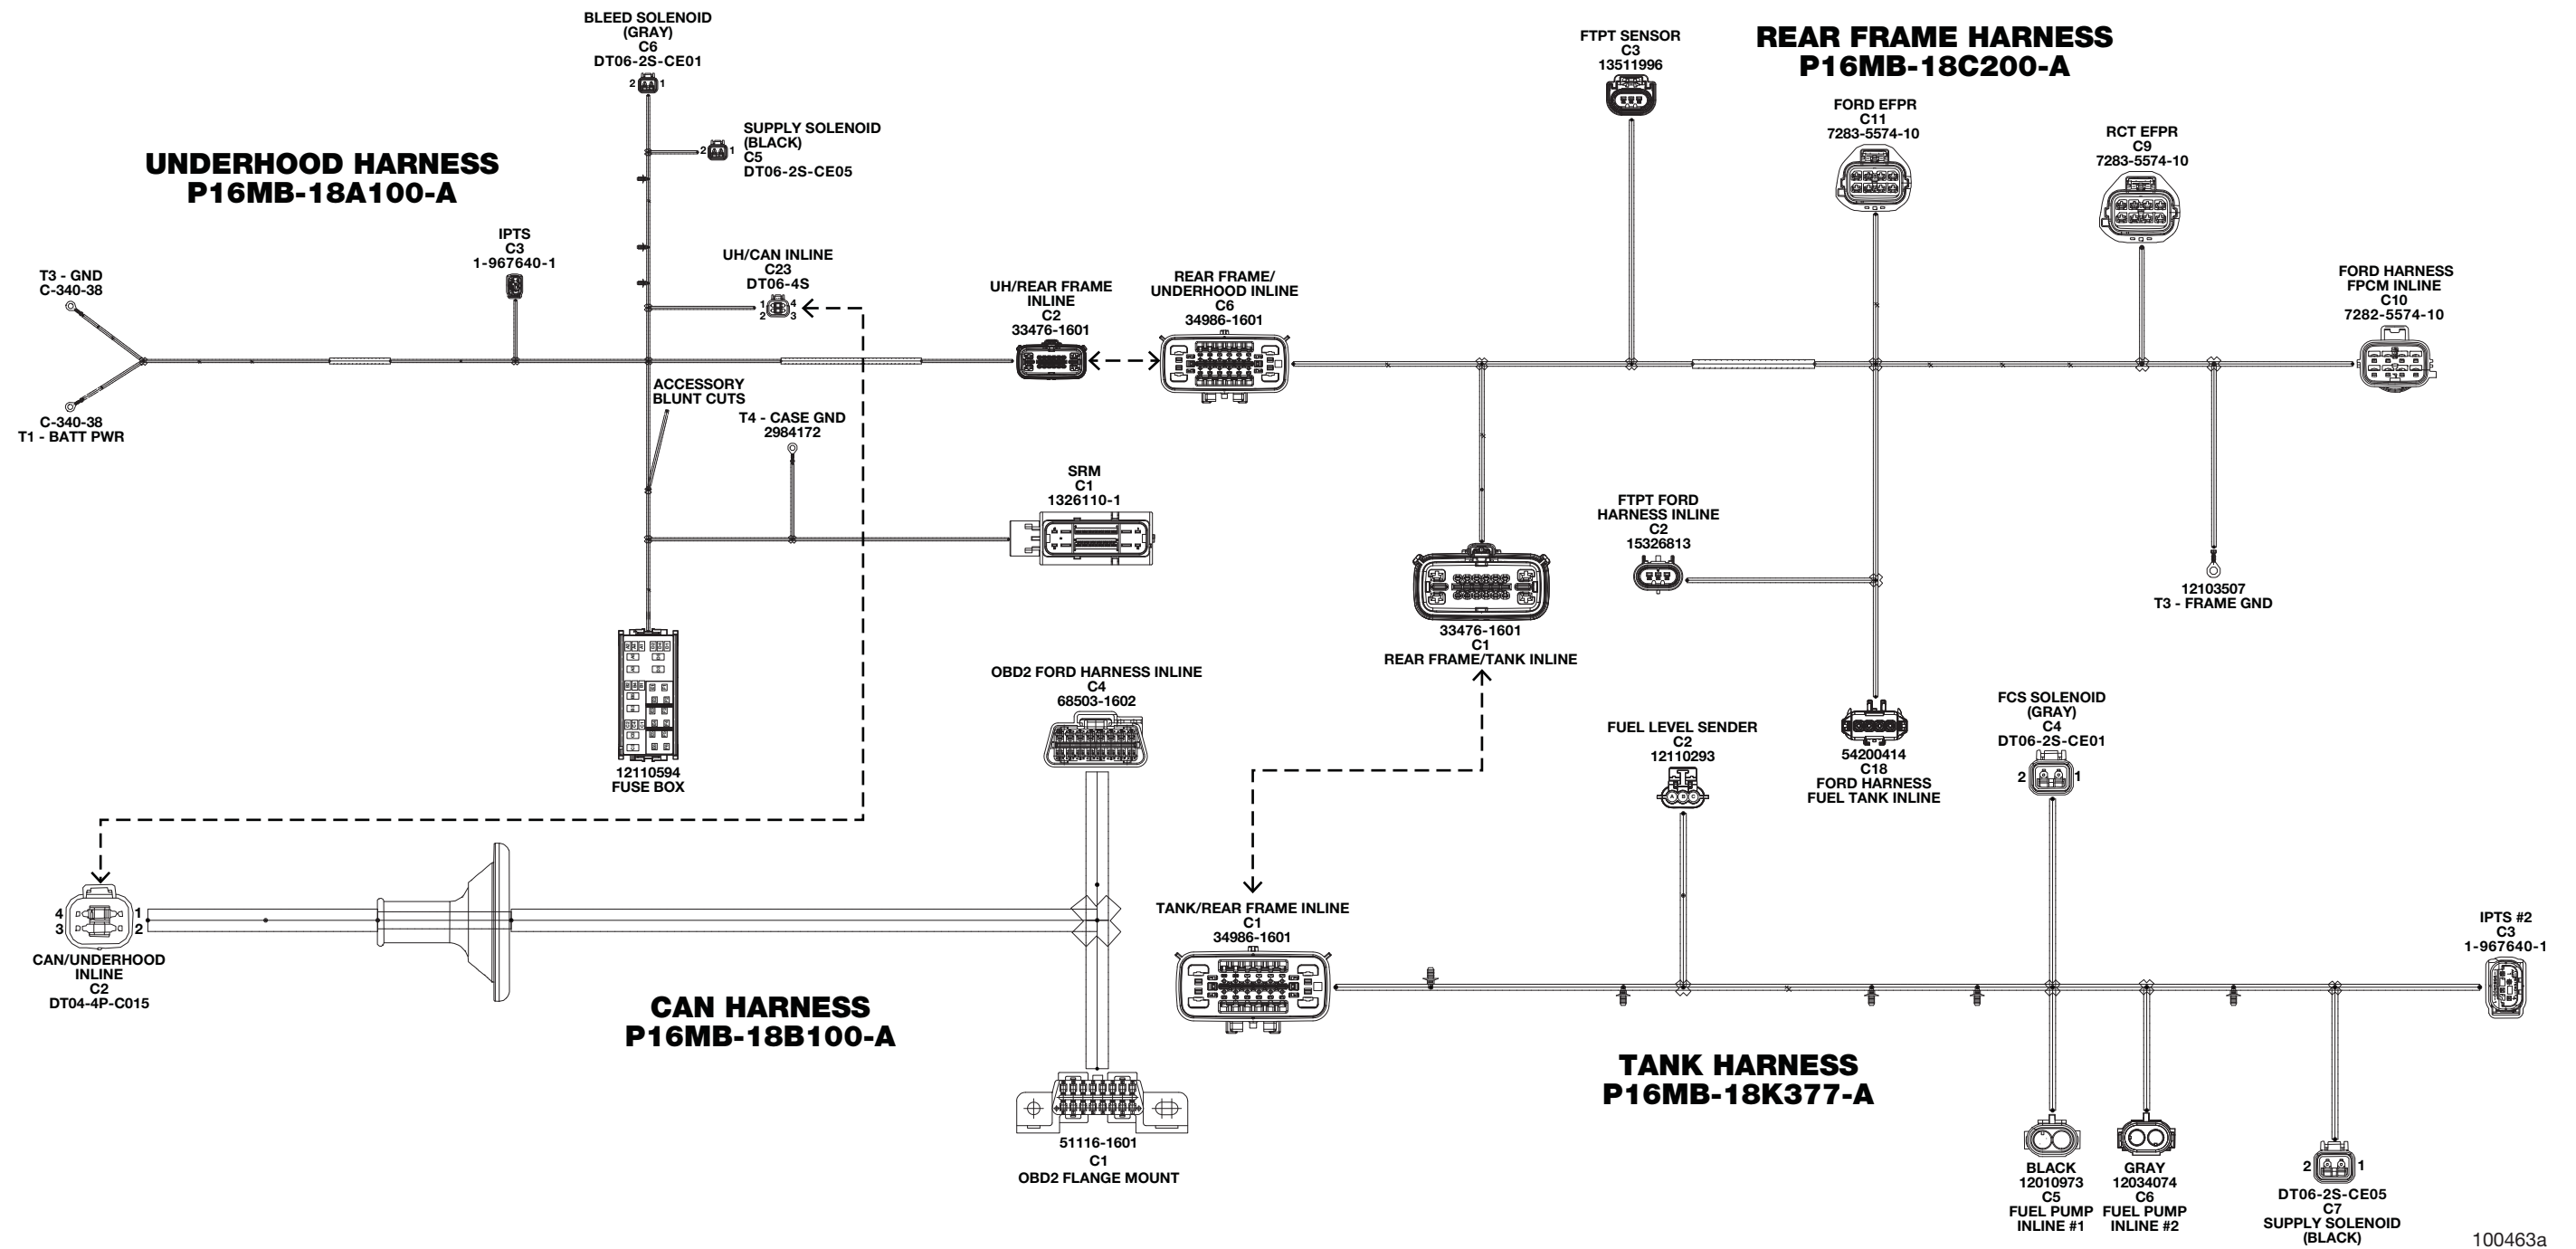 BLEED SOLENOID
(GRAY)
C6
DT06-2S-CE01
2 1
SUPPLY SOLENOID
(BLACK)
C5
DT06-2S-CE05
2 1
UNDERHOOD HARNESS
P16MB-18A100-A
IPTS
C3
1-967640-1
T3 - GND
C-340-38
C-340-38
T1 - BATT PWR
UH/CAN INLINE
C23
DT06-4S
1 4
2 3
UH/REAR FRAME
INLINE
C2
33476-1601
ACCESSORY
BLUNT CUTS
T4 - CASE GND
2984172
SRM
C1
1326110-1
12110594
FUSE BOX
REAR FRAME HARNESS
P16MB-18C200-A
FTPT SENSOR
C3
13511996
FORD EFPR
C11
7283-5574-10
RCT EFPR
C9
7283-5574-10
REAR FRAME/
UNDERHOOD INLINE
C6
34986-1601
FORD HARNESS
FPCM INLINE
C10
7282-5574-10
FTPT FORD
HARNESS INLINE
C2
15326813
12103507
T3 - FRAME GND
33476-1601
C1
REAR FRAME/TANK INLINE
54200414
C18
FORD HARNESS
FUEL TANK INLINE
OBD2 FORD HARNESS INLINE
C4
68503-1602
4 1
3 2
CAN/UNDERHOOD
INLINE
C2
DT04-4P-C015
CAN HARNESS
P16MB-18B100-A
51116-1601
C1
OBD2 FLANGE MOUNT
FUEL LEVEL SENDER
C2
12110293
A B C
FCS SOLENOID
(GRAY)
C4
DT06-2S-CE01
2 1
TANK/REAR FRAME INLINE
C1
34986-1601
IPTS #2
C3
1-967640-1
TANK HARNESS
P16MB-18K377-A
BLACK
12010973
C5
FUEL PUMP
INLINE #1
GRAY
12034074
C6
FUEL PUMP
INLINE #2
2 1
DT06-2S-CE05
C7
SUPPLY SOLENOID
(BLACK)
100463a